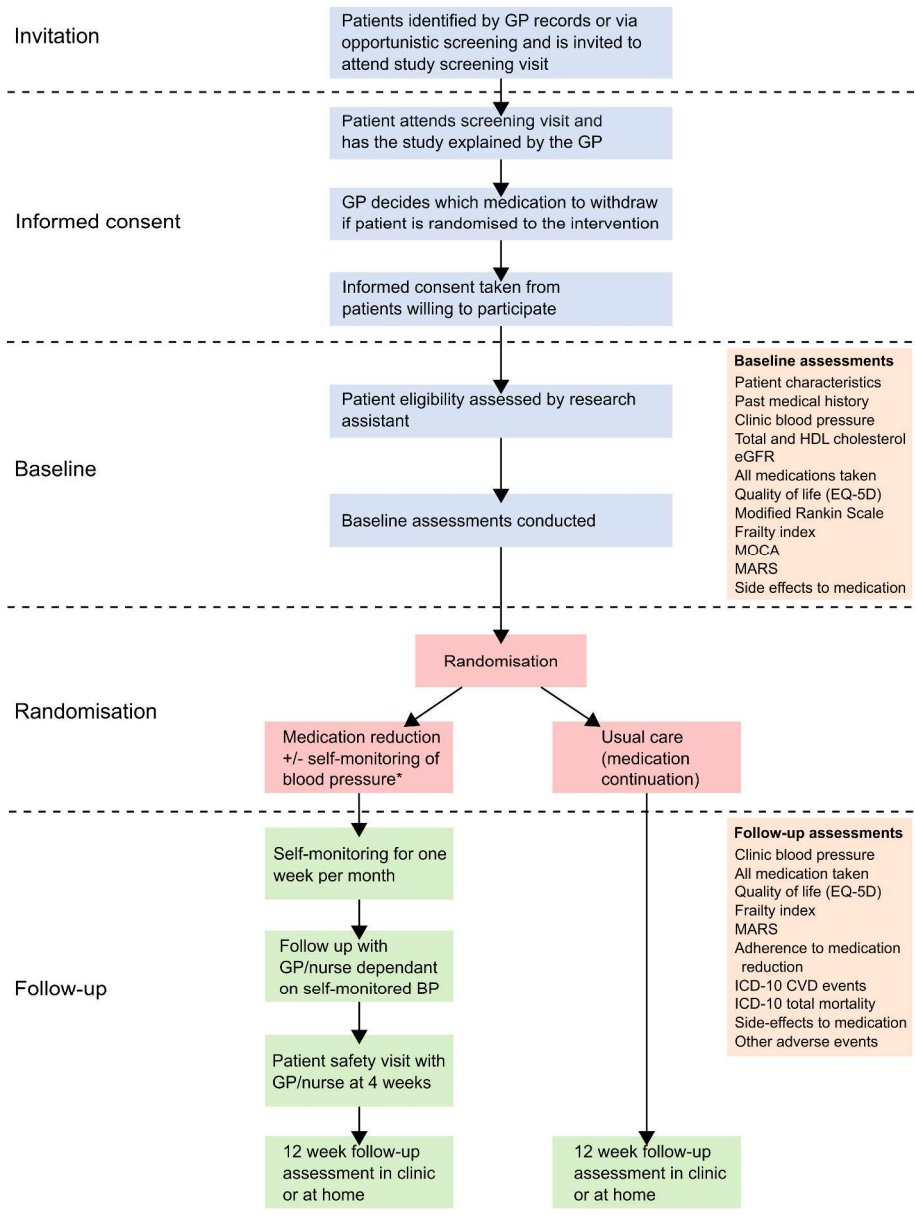 Invitation
Patients identified by GP records or via
opportunistic screening and is invited to
attend study screening visit
Informed consent
Patient attends screening visit and
has the study explained by the GP
GP decides which medication to withdraw
if patient is randomised to the intervention
Informed consent taken from
patients willing to participate
Baseline
Patient eligibility assessed by research
assistant
Baseline assessments conducted
Baseline assessments
Patient characteristics
Past medical history
Clinic blood pressure
Total and HDL cholesterol
eGFR
All medications taken
Quality of life (EQ-5D)
Modified Rankin Scale
Frailty index
MOCA
MARS
Side effects to medication
Randomisation
Randomisation
Medication reduction
+/- self-monitoring of
blood pressure*
Usual care
(medication
continuation)
Follow-up
Self-monitoring for one
week per month
Follow up with
GP/nurse dependant
on self-monitored BP
Patient safety visit with
GP/nurse at 4 weeks
12 week follow-up
assessment in clinic
or at home
12 week follow-up
assessment in clinic
or at home
Follow-up assessments
Clinic blood pressure
All medication taken
Quality of life (EQ-5D)
Frailty index
MARS
Adherence to medication
reduction
ICD-10 CVD events
ICD-10 total mortality
Side-effects to medication
Other adverse events